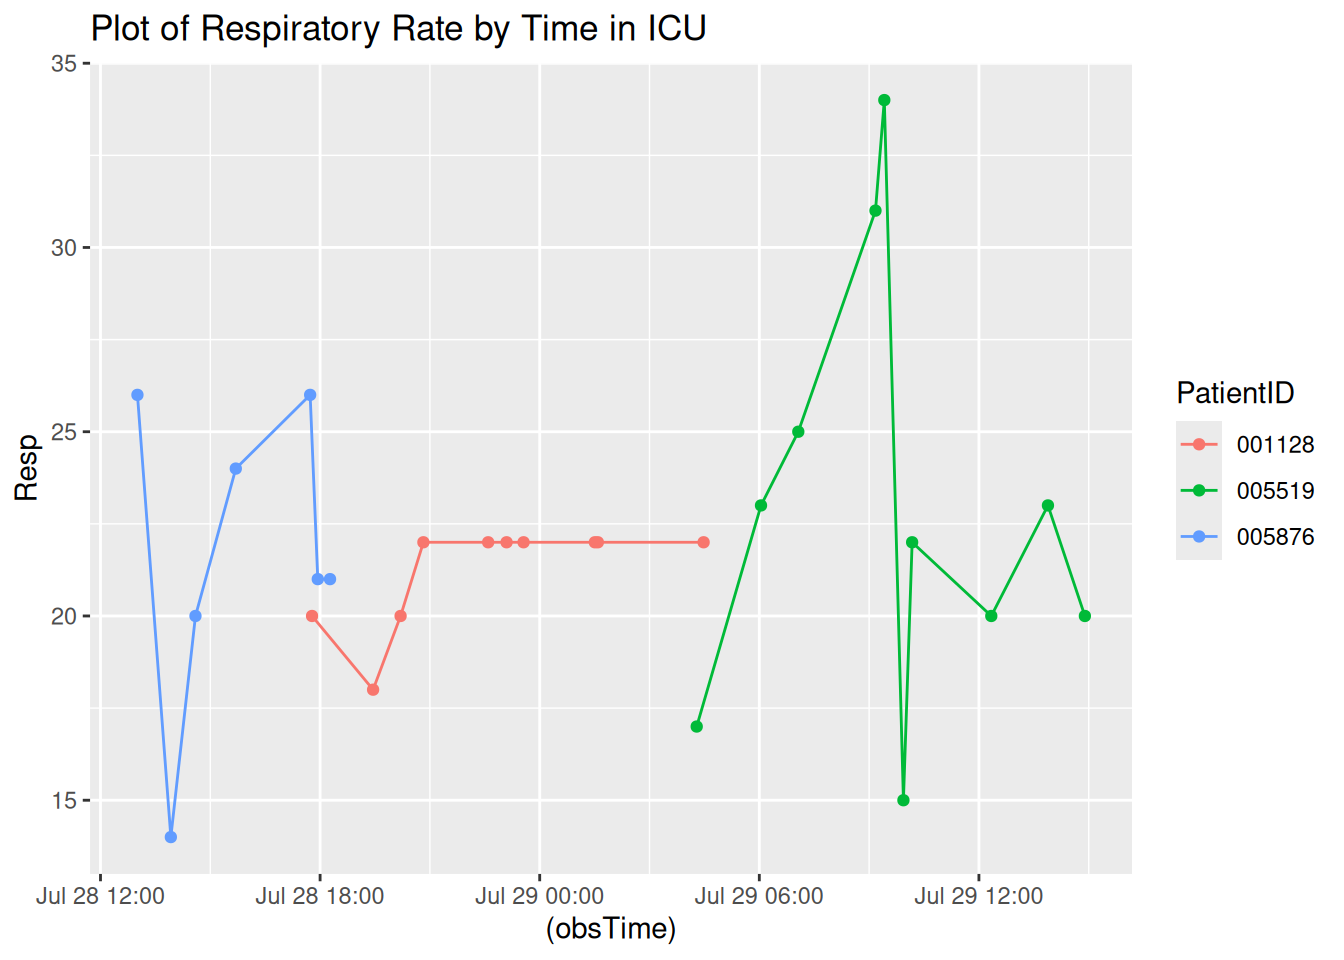 Plot of Respiratory Rate by Time in ICU
35
30
25
20
15
Resp
Jul 28 12:00 Jul 28 18:00 Jul 29 00:00 Jul 29 06:00 Jul 29 12:00
(obsTime)
PatientID
001128
005519
005876